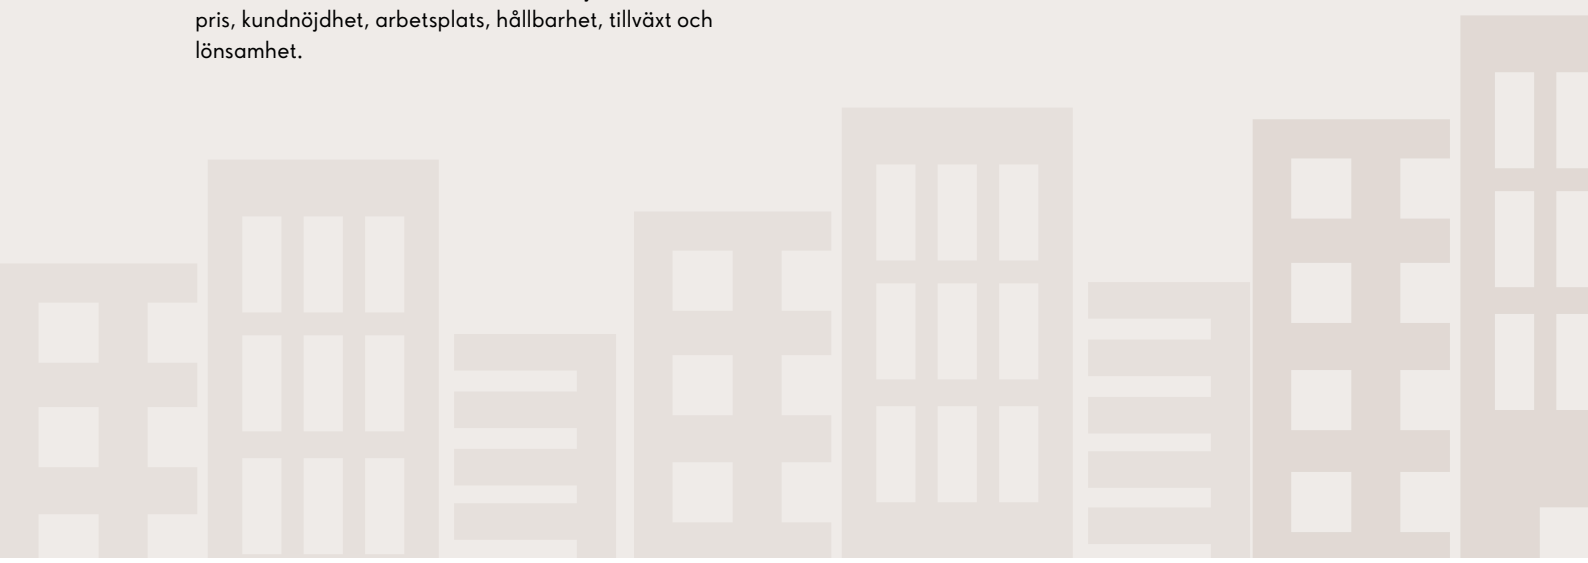 pris, kundnöjdhet, arbetsplats, hållbarhet, tillväxt och
lönsamhet.